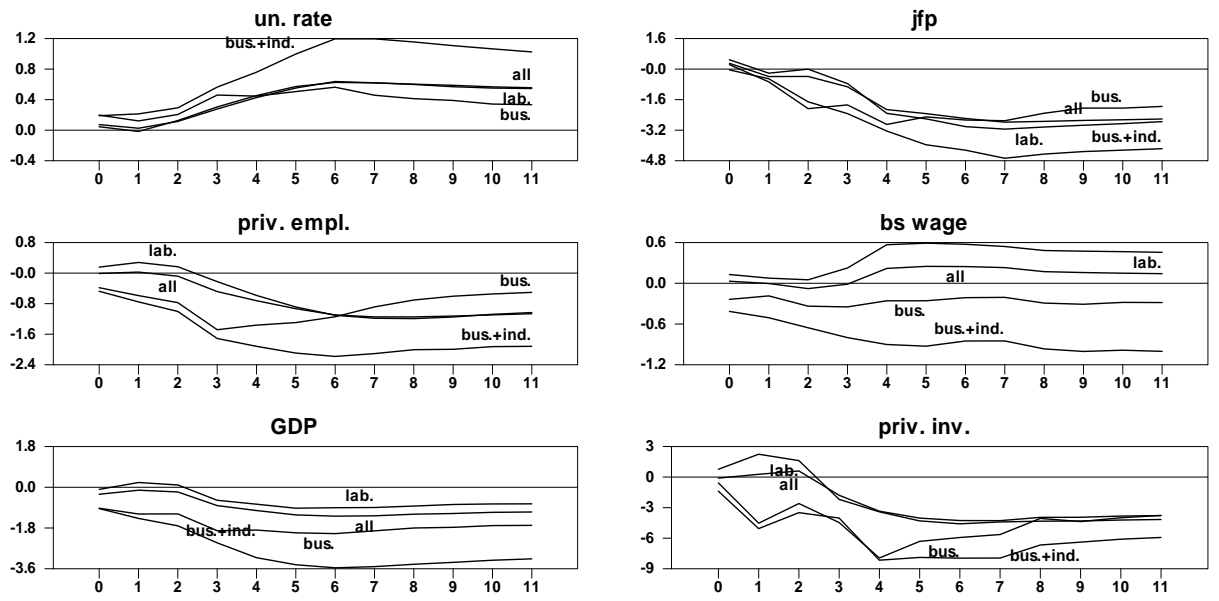 un. rate
1.2
0.8
0.4
0.0
-0.4
bus.+ind.
all
lab.
bus.
0 1 2 3 4 5 6 7 8 9 10 11
jfp
1.6
-0.0
-1.6
-3.2
-4.8
bus.
all
lab.
bus.+ind.
0 1 2 3 4 5 6 7 8 9 10 11
priv. empl.
0.8
-0.0
-0.8
-1.6
-2.4
lab.
all
bus.
bus.+ind.
0 1 2 3 4 5 6 7 8 9 10 11
bs wage
0.6
0.0
-0.6
-1.2
lab.
all
bus.
bus.+ind.
0 1 2 3 4 5 6 7 8 9 10 11
GDP
1.8
0.0
-1.8
-3.6
lab.
all
bus.+ind.
bus.
0 1 2 3 4 5 6 7 8 9 10 11
priv. inv.
3
0
-3
-6
-9
lab.
all
bus.
bus.+ind.
0 1 2 3 4 5 6 7 8 9 10 11